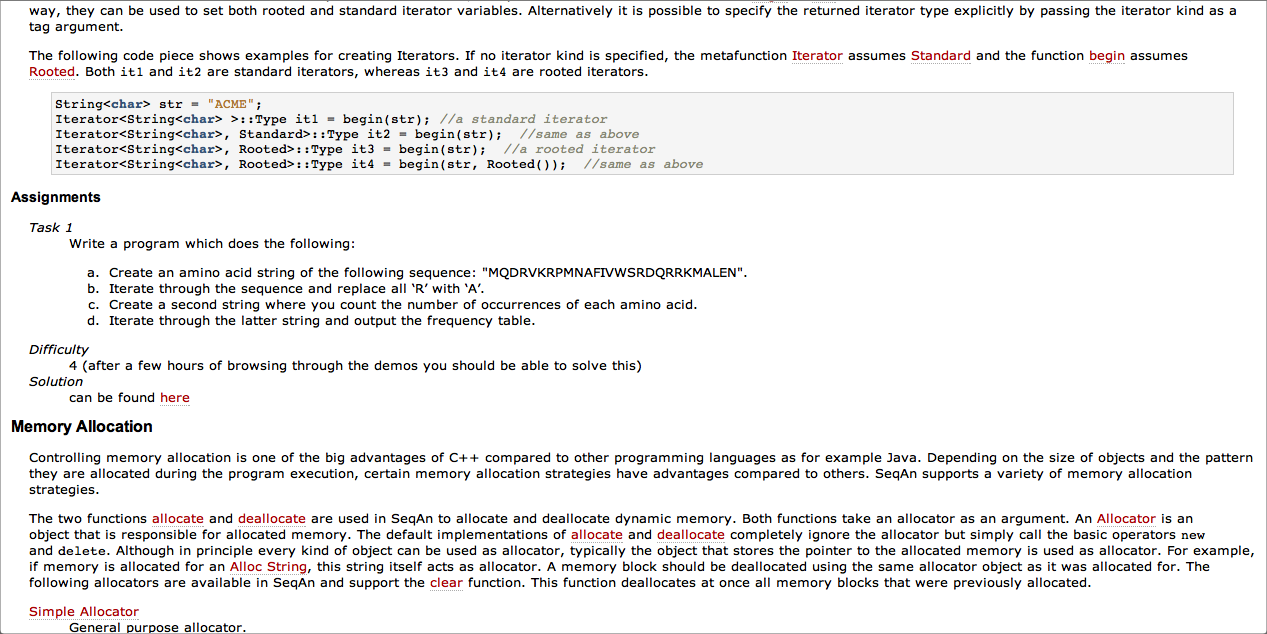 way, they can be used to set both rooted and standard iterator variables. Alternatively it is possible to specify the returned iterator type explicitly by passing the iterator kind as a
tag argument.
The following code piece shows examples for creating Iterators. If no iterator kind is specified, the metafunction Iterator assumes Standard and the function begin assumes
Rooted. Both it1 and it2 are standard iterators, whereas it3 and it4 are rooted iterators.
String<char> str = "ACME";
Iterator<String<char> >::Type it1 = begin(str); //a standard iterator
Iterator<String<char>, Standard>::Type it2 = begin(str);  //same as above
Iterator<String<char>, Rooted>::Type it3 = begin(str);  //a rooted iterator
Iterator<String<char>, Rooted>::Type it4 = begin(str, Rooted());  //same as above
Assignments
Task 1
Write a program which does the following:
a. Create an amino acid string of the following sequence: "MQDRVKRPMNAFIVWSRDQRRKMALEN".
b. Iterate through the sequence and replace all ‘R’ with ‘A’.
c. Create a second string where you count the number of occurrences of each amino acid.
d. Iterate through the latter string and output the frequency table.
Difficulty
4 (after a few hours of browsing through the demos you should be able to solve this)
Solution
can be found here
Memory Allocation
Controlling memory allocation is one of the big advantages of C++ compared to other programming languages as for example Java. Depending on the size of objects and the pattern
they are allocated during the program execution, certain memory allocation strategies have advantages compared to others. SeqAn supports a variety of memory allocation
strategies.
The two functions allocate and deallocate are used in SeqAn to allocate and deallocate dynamic memory. Both functions take an allocator as an argument. An Allocator is an
object that is responsible for allocated memory. The default implementations of allocate and deallocate completely ignore the allocator but simply call the basic operators new
and delete. Although in principle every kind of object can be used as allocator, typically the object that stores the pointer to the allocated memory is used as allocator. For example,
if memory is allocated for an Alloc String, this string itself acts as allocator. A memory block should be deallocated using the same allocator object as it was allocated for. The
following allocators are available in SeqAn and support the clear function. This function deallocates at once all memory blocks that were previously allocated.
Simple Allocator
General purpose allocator.